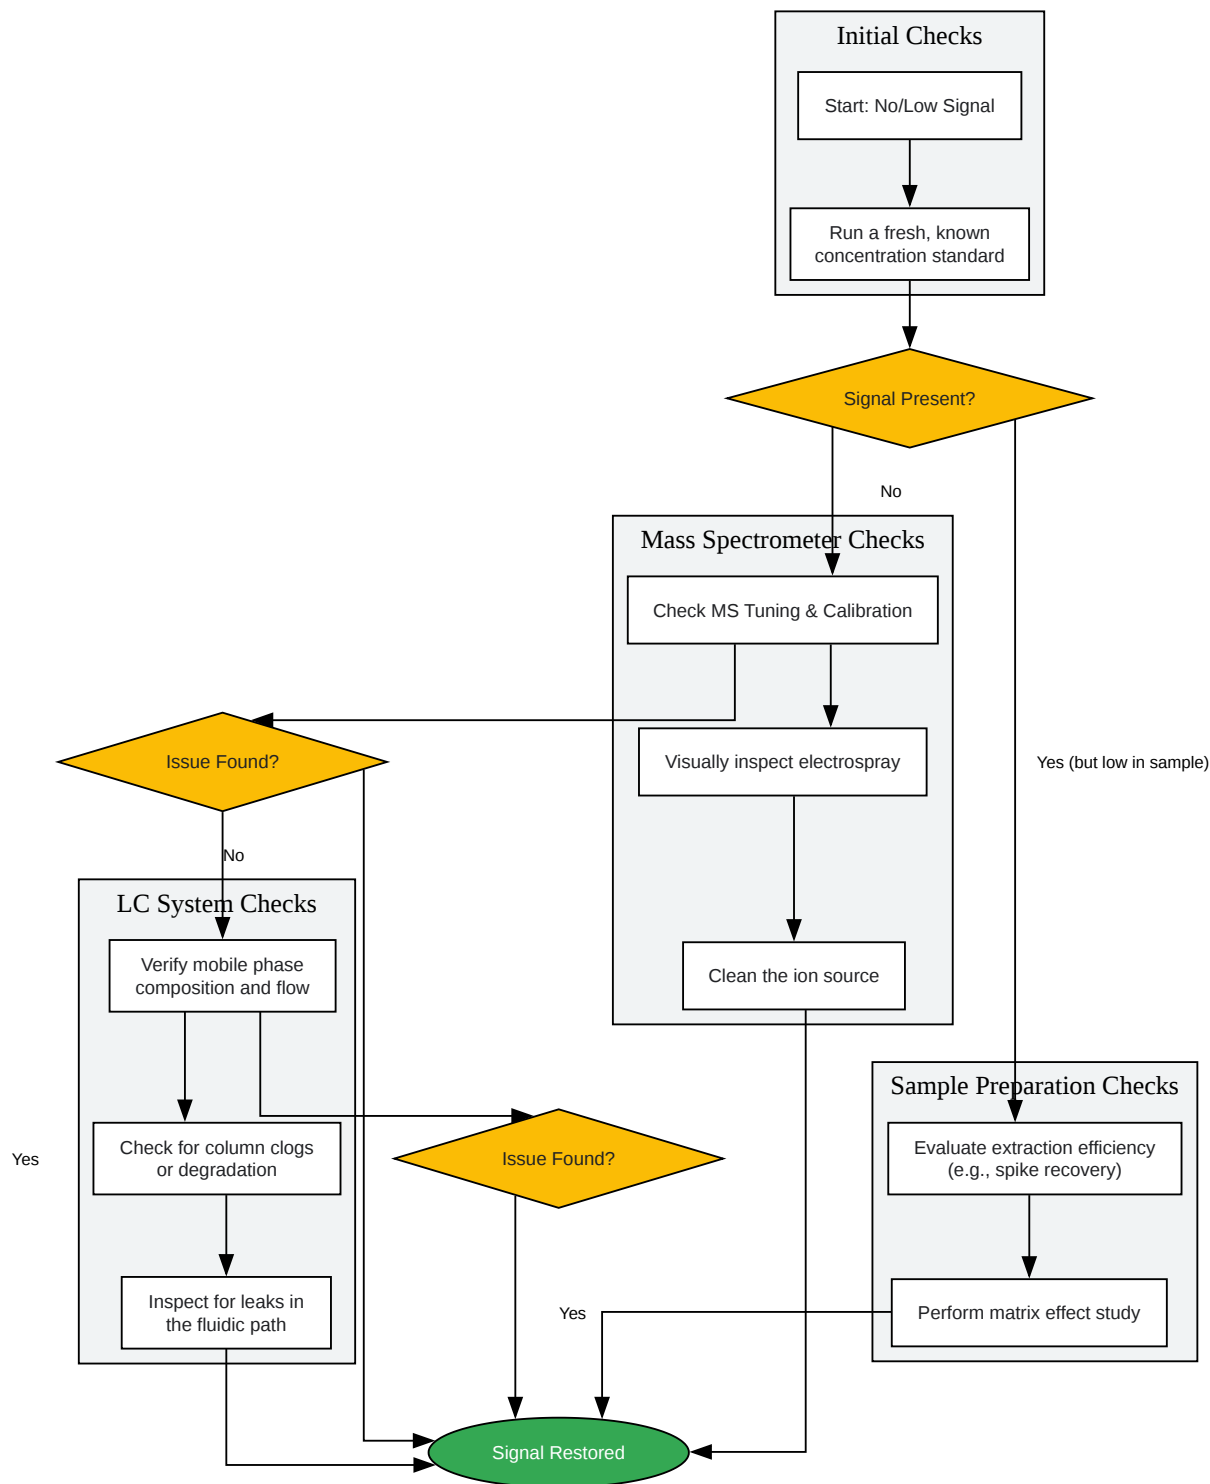 Initial Checks
Start: No/Low Signal
Run a fresh, known
concentration standard
Signal Present?
No
Mass Spectrometer Checks
Check MS Tuning & Calibration
Issue Found?
Visually inspect electrospray
Yes (but low in sample)
No
LC System Checks
Verify mobile phase
composition and flow
Clean the ion source
Sample Preparation Checks
Yes
Check for column clogs
or degradation
Issue Found?
Evaluate extraction efficiency
(e.g., spike recovery)
Inspect for leaks in
the fluidic path
Yes
Perform matrix effect study
Signal Restored